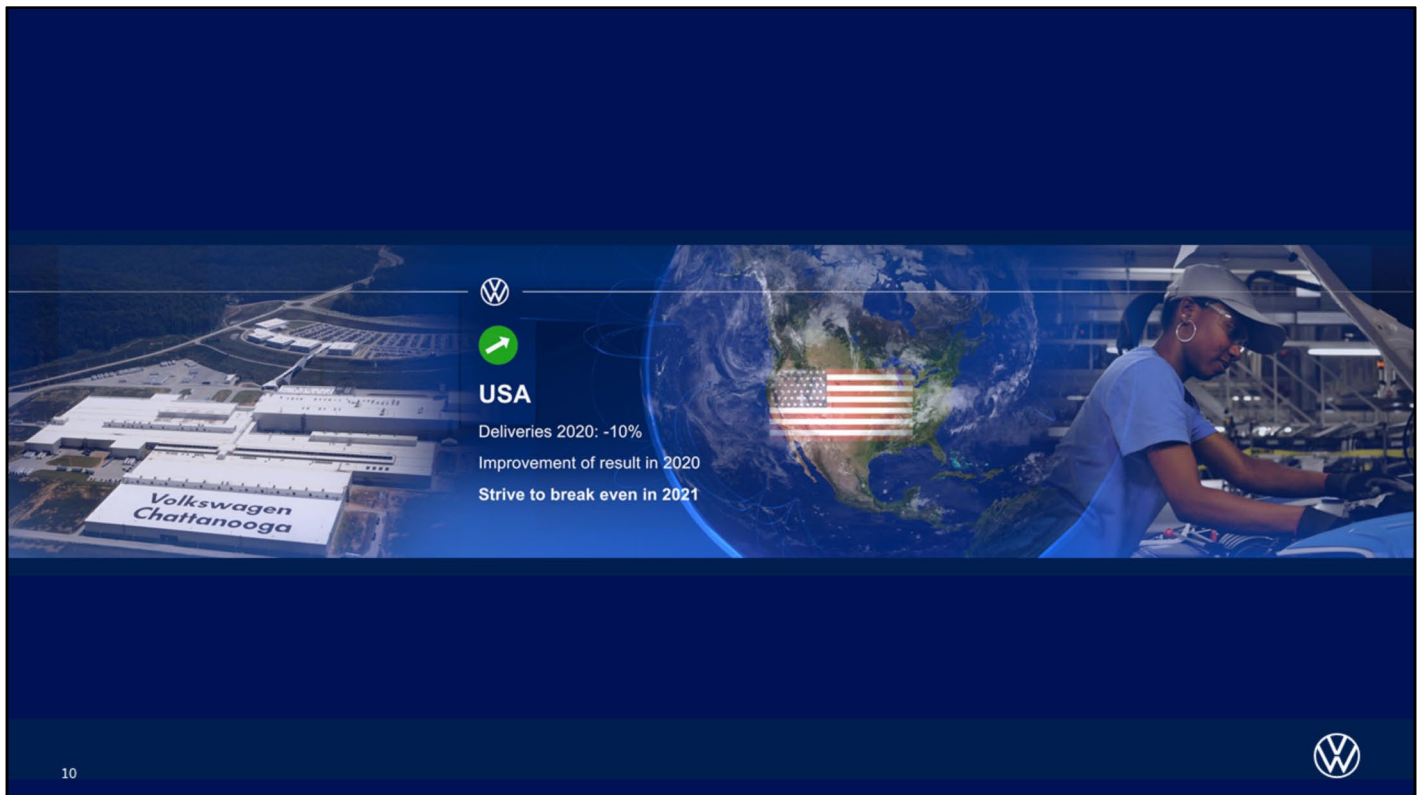 USA
Deliveries 2020: -10%
Improvement of result in 2020
Strive to break even in 2021
Volkswagen
Chattanooga
10